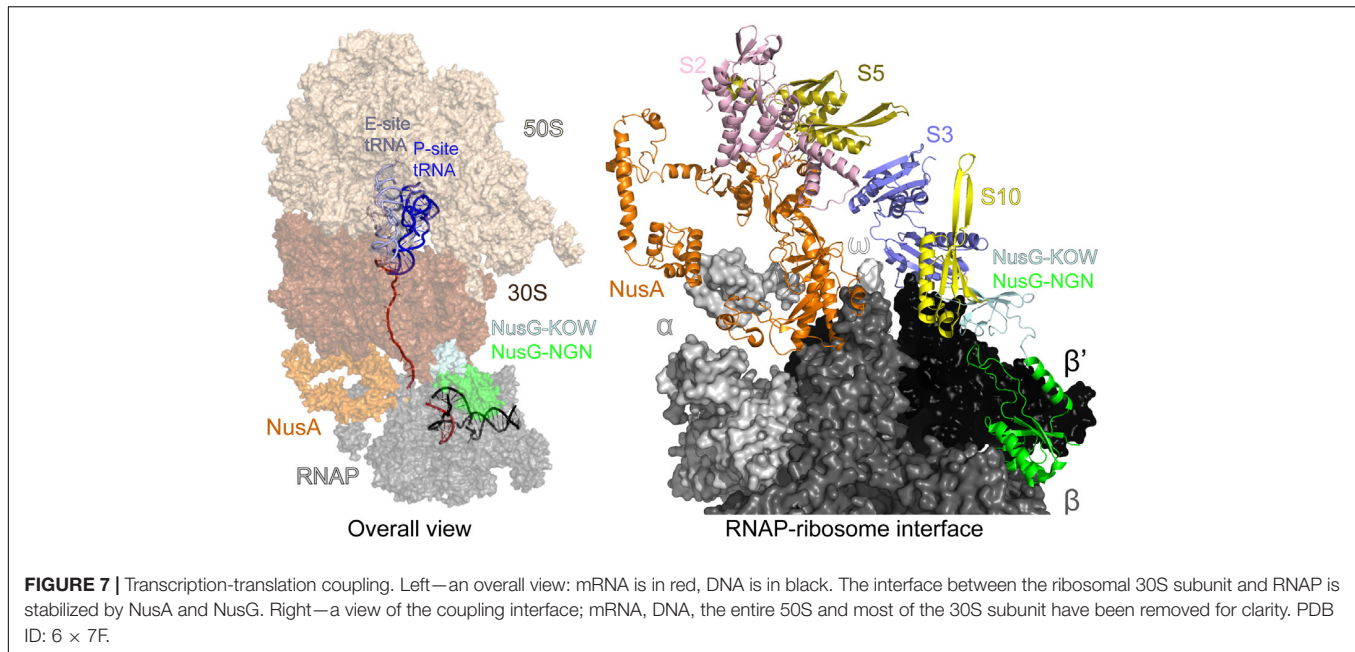 E-site
tRNA
P-site
tRNA
50S
30S
NusG-KOW
NusG-NGN
NusA
RNAP
Overall view
S2
S5
S3
S10
ω
NusG-KOW
NusG-NGN
NusA
α
β’
β
RNAP-ribosome interface
FIGURE 7 | Transcription-translation coupling. Left—an overall view: mRNA is in red, DNA is in black. The interface between the ribosomal 30S subunit and RNAP is
stabilized by NusA and NusG. Right—a view of the coupling interface; mRNA, DNA, the entire 50S and most of the 30S subunit have been removed for clarity. PDB
ID: 6 × 7F.